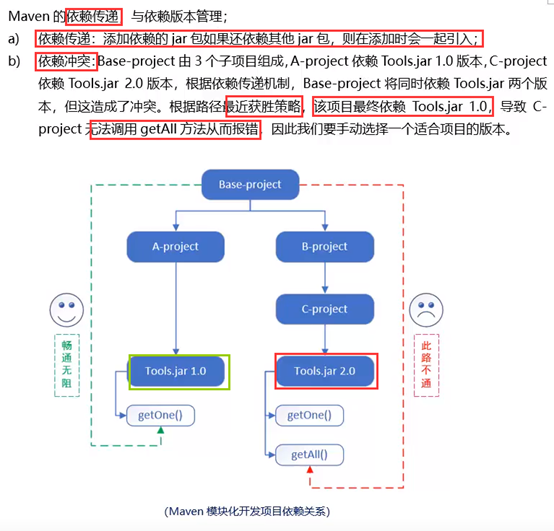 Maven 的依赖传递 与依赖版本管理；
a) 依赖传递：添加依赖的 jar 包如果还依赖其他 jar 包，则在添加时会一起引入；
b) 依赖冲突：Base-project 由 3 个子项目组成，A-project 依赖 Tools.jar 1.0 版本，C-project
依赖 Tools.jar 2.0 版本，根据依赖传递机制，Base-project 将同时依赖 Tools.jar 两个版
本，但这造成了冲突。根据路径最近获胜策略，该项目最终依赖 Tools.jar 1.0，导致 C-
project 无法调用 getAll 方法从而报错，因此我们要手动选择一个适合项目的版本。
Base-project
A-project
B-project
C-project
畅通无阻
Tools.jar 1.0
Tools.jar 2.0
此路不通
getOne()
getOne()
getAll()
(Maven 模块化开发项目依赖关系)